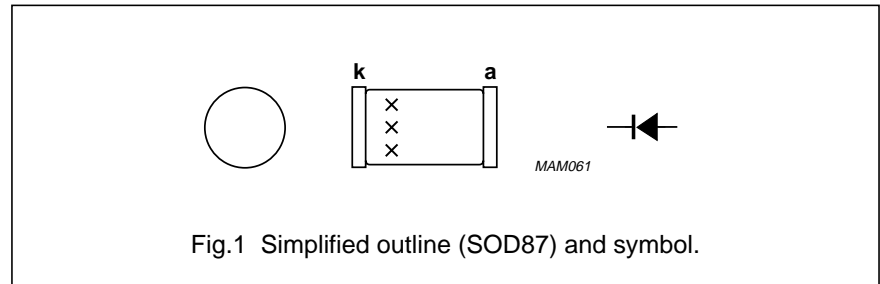 k a
MAM061
Fig.1 Simplified outline (SOD87) and symbol.